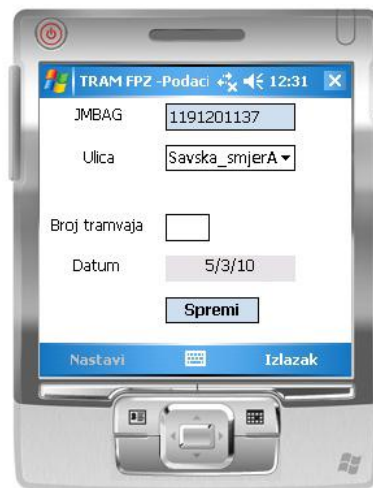 TRAM FPZ -Podaci 12:31
JMBAG 1191201137
Ulica Savska_smjerA
Broj tramvaja
Datum 5/3/10
Spremi
Nastavi Izlazak